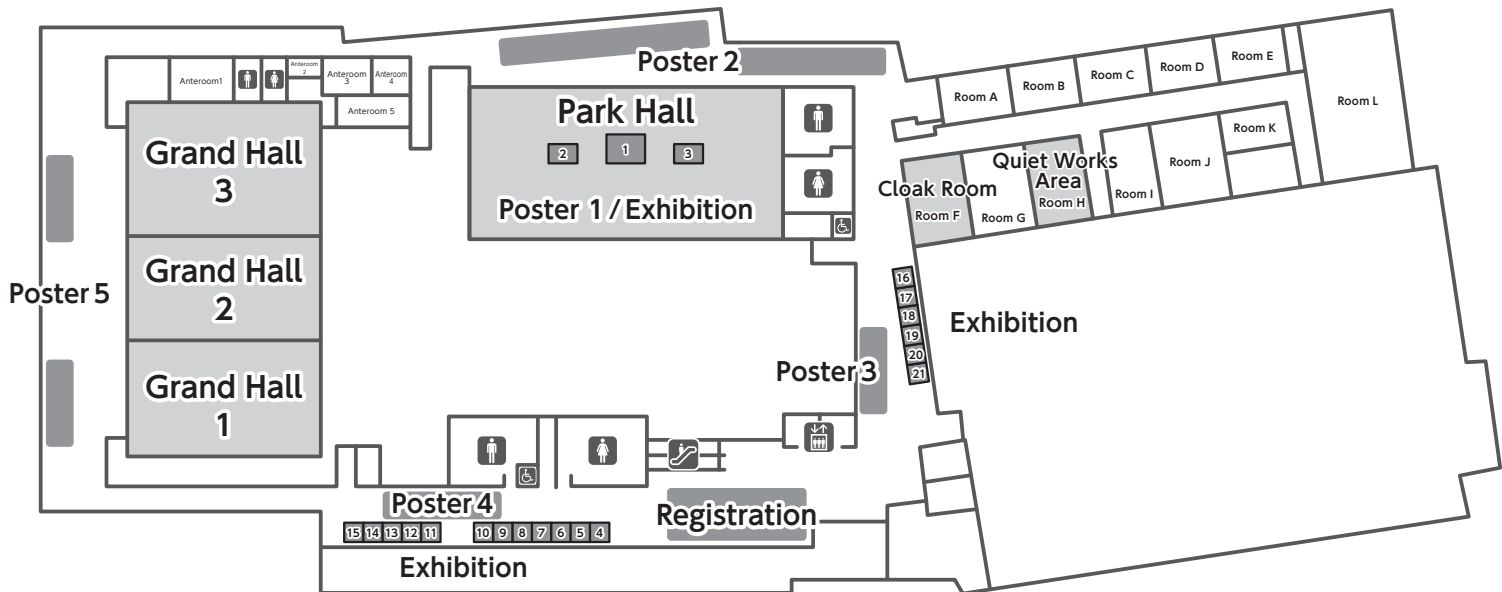 Poster 2
Anteroom1
Anteroom
2
Anteroom
3
Anteroom
4
Anteroom 5
Grand Hall
3
Grand Hall
2
Grand Hall
1
Poster 5
Park Hall
2
1
3
Poster 1 / Exhibition
Room A
Room B
Room C
Room D
Room E
Room L
Cloak Room
Room F
Room G
Quiet Works
Area
Room H
Room I
Room J
Room K
16
17
18
19
20
21
Exhibition
Poster 3
Poster 4
15 14 13 12 11
10 9 8 7 6 5 4
Registration
Exhibition